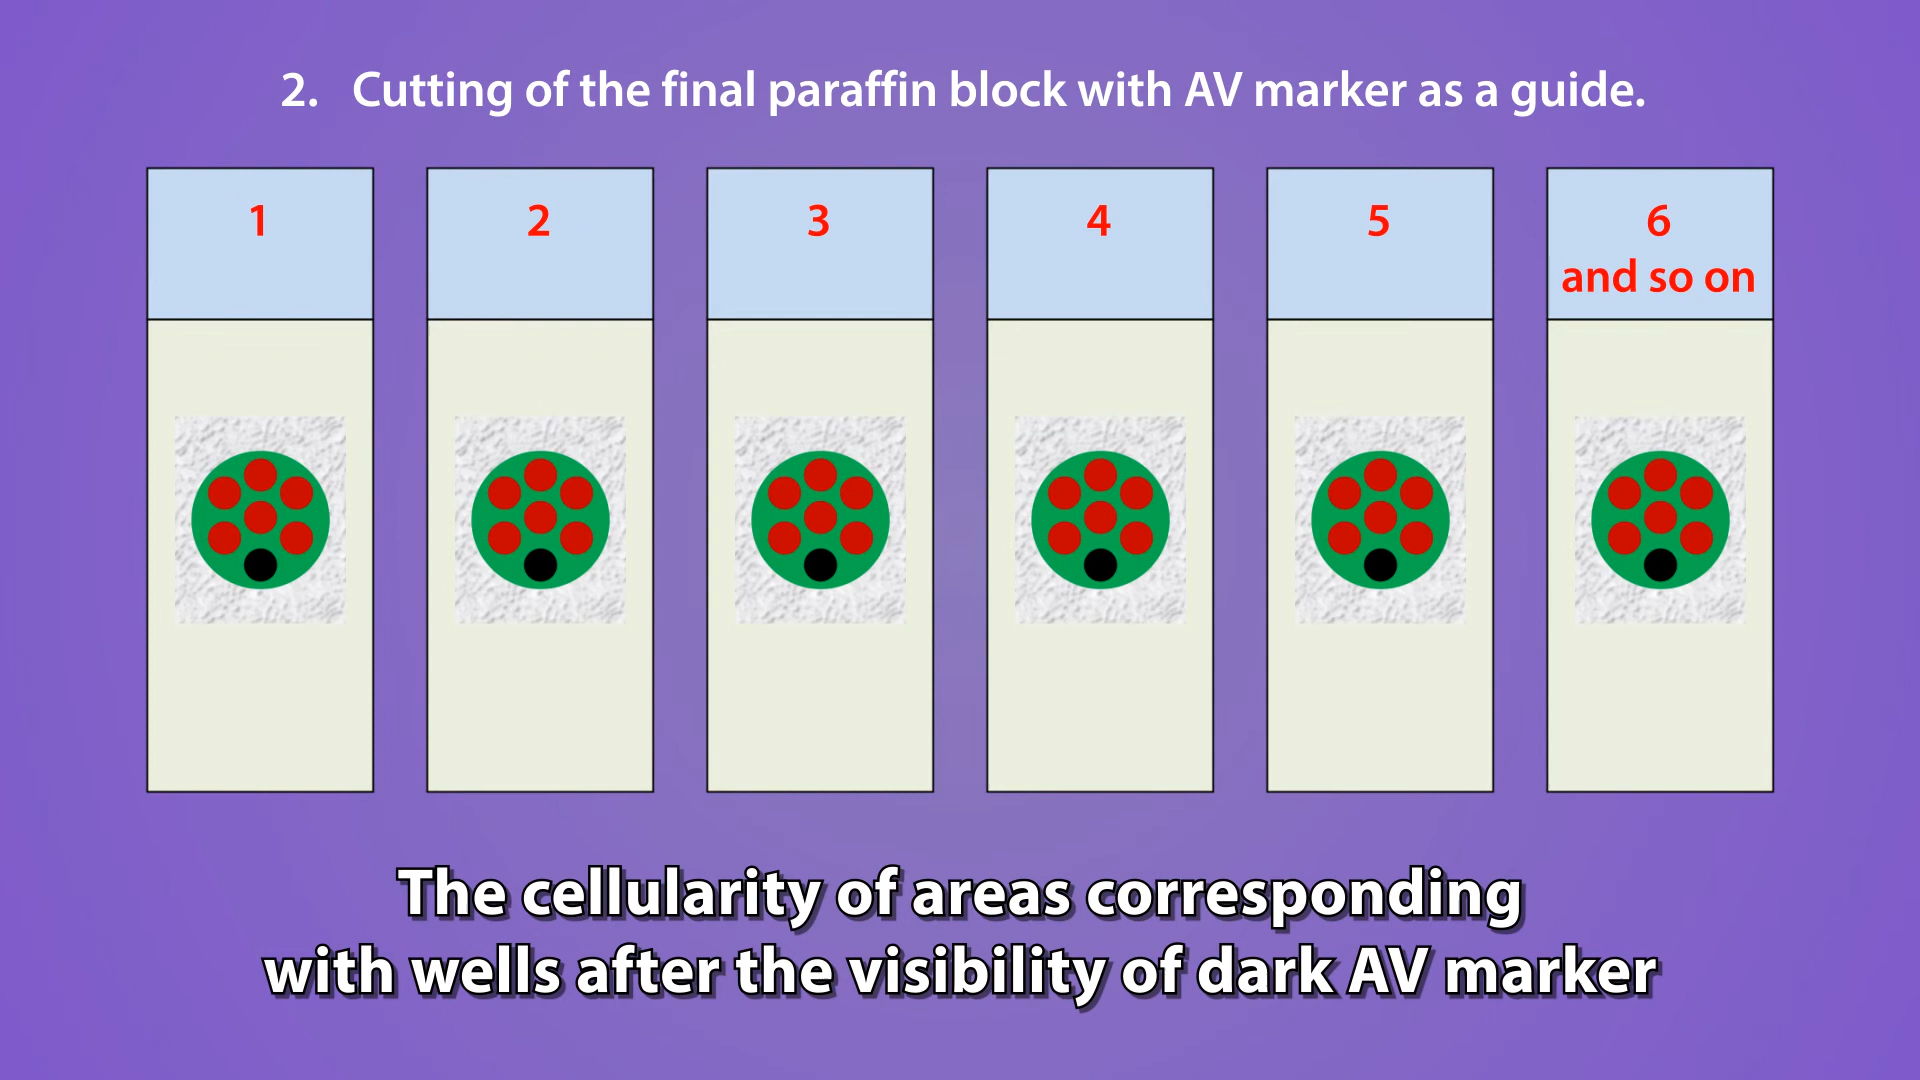 2. Cutting of the final paraffin block with AV marker as a guide.
1
2
3
4
5
6
and so on
The cellularity of areas corresponding
with wells after the visibility of dark AV marker